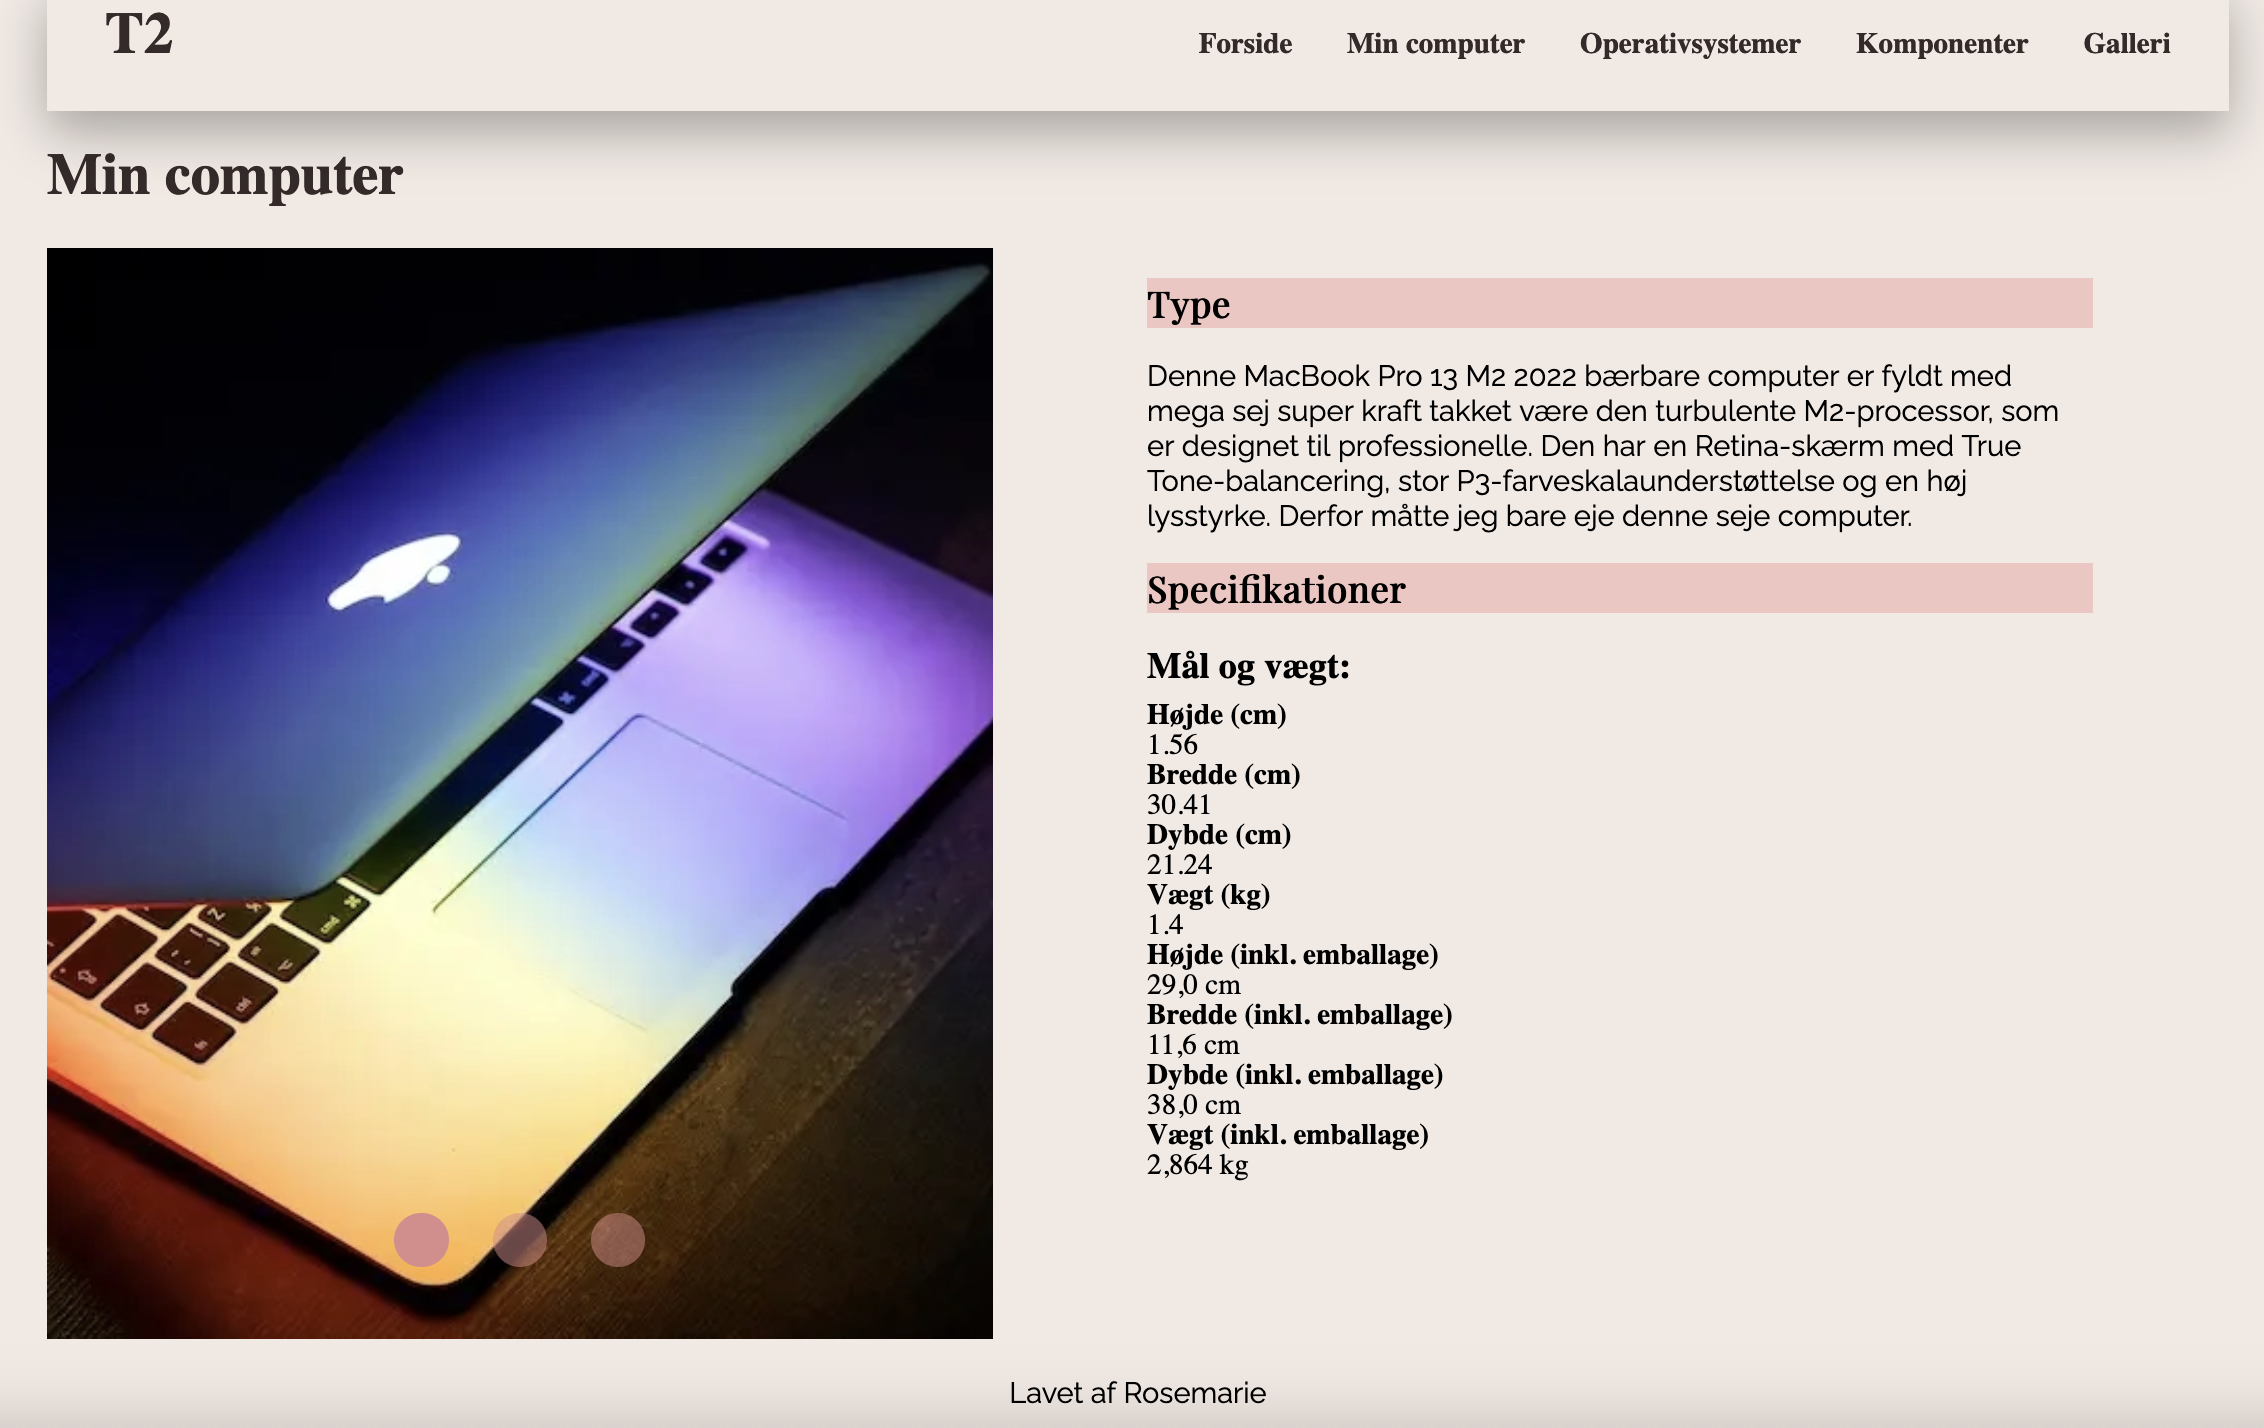 T2
Forside Min computer Operativsystemer Komponenter Galleri
Min computer
Type
Denne MacBook Pro 13 M2 2022 bærbare computer er fyldt med
mega sej super kraft takket være den turbulente M2-processor, som
er designet til professionelle. Den har en Retina-skærm med True
Tone-balancering, stor P3-farveskalaunderstøttelse og en høj
lysstyrke. Derfor måtte jeg bare eje denne seje computer.
Specifikationer
Mål og vægt:
Højde (cm)
1.56
Bredde (cm)
30.41
Dybde (cm)
21.24
Vægt (kg)
1.4
Højde (inkl. emballage)
29,0 cm
Bredde (inkl. emballage)
11,6 cm
Dybde (inkl. emballage)
38,0 cm
Vægt (inkl. emballage)
2,864 kg
cmd
Lavet af Rosemarie